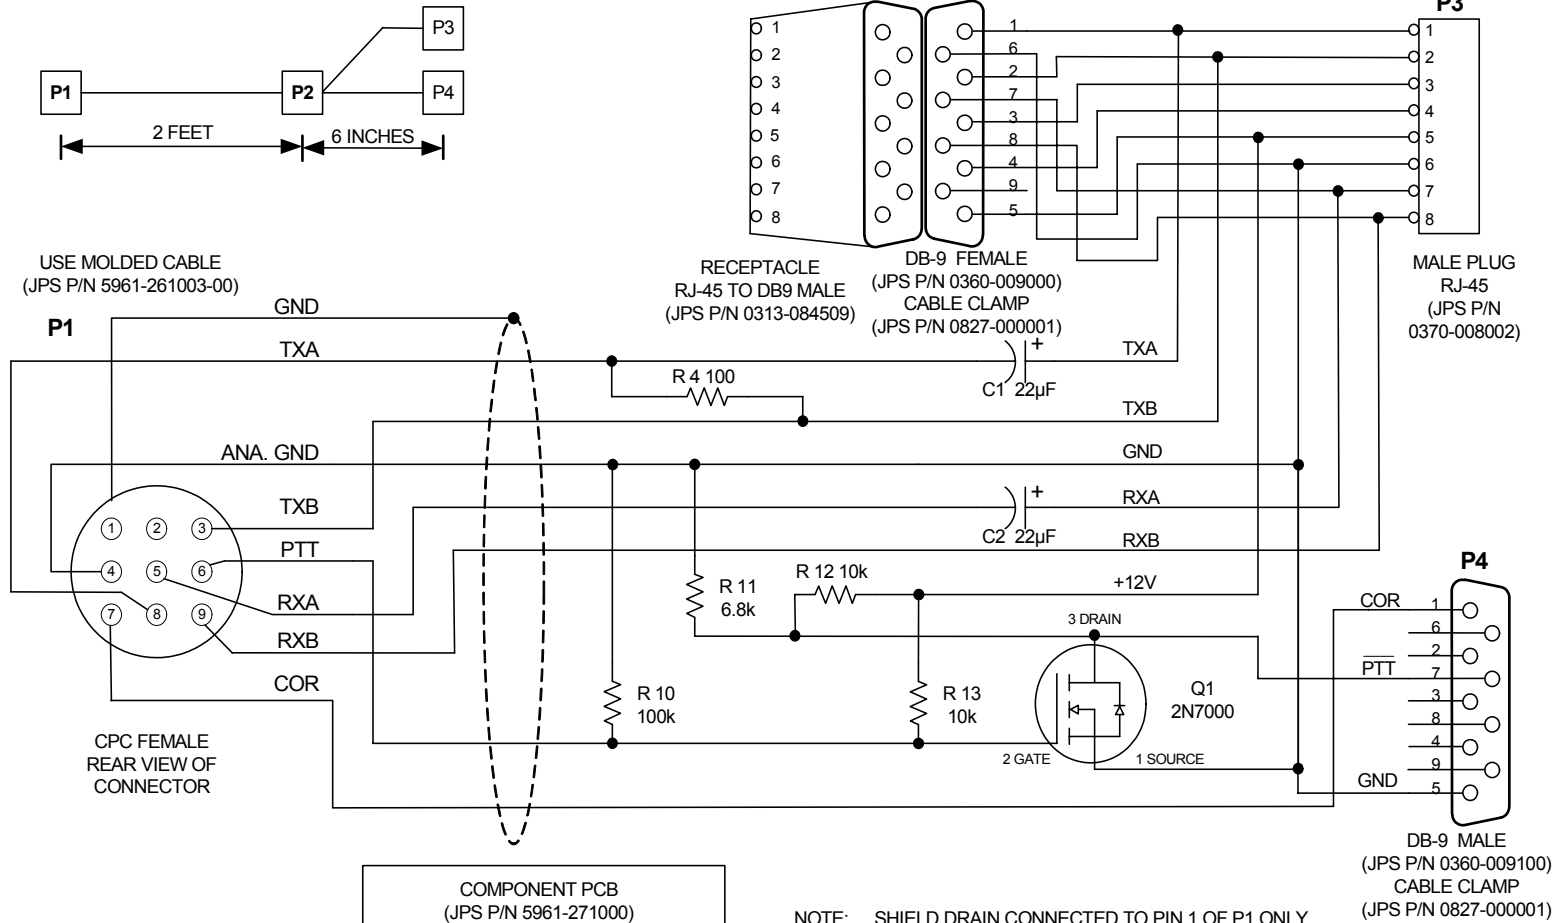 P3
P1
P2
P4
2 FEET
6 INCHES
USE MOLDED CABLE
(JPS P/N 5961-261003-00)
1
2
3
4
5
6
7
8
RECEPTACLE
RJ-45 TO DB9 MALE
(JPS P/N 0313-084509)
1
6
2
7
3
8
4
9
5
DB-9 FEMALE
(JPS P/N 0360-009000)
CABLE CLAMP
(JPS P/N 0827-000001)
P3
1
2
3
4
5
6
7
8
MALE PLUG
RJ-45
(JPS P/N
0370-008002)
P1
GND
TXA
R 4 100
C1 22µF
+
TXA
TXB
ANA. GND
GND
TXB
PTT
RXA
RXB
COR
1
2
3
4
5
6
7
8
9
CPC FEMALE
REAR VIEW OF
CONNECTOR
+
C2 22µF
RXA
RXB
R 11
6.8k
R 12 10k
+12V
3 DRAIN
R 10
100k
R 13
10k
Q1
2N7000
2 GATE
1 SOURCE
P4
COR
PTT
GND
1
6
2
7
3
8
4
9
5
DB-9 MALE
(JPS P/N 0360-009100)
CABLE CLAMP
(JPS P/N 0827-000001)
COMPONENT PCB
(JPS P/N 5961-271000)
NOTE: SHIELD DRAIN CONNECTED TO PIN 1 OF P1 ONLY